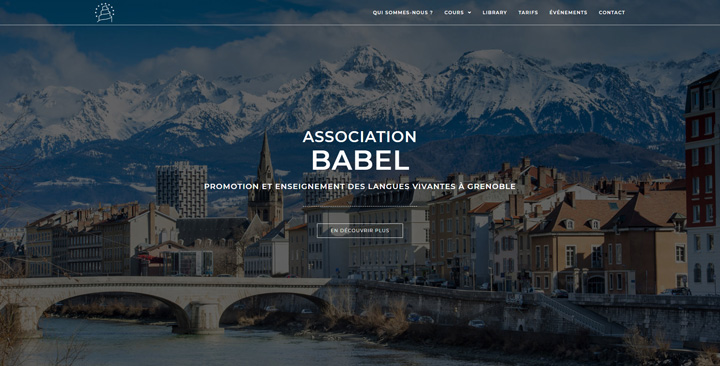 QUI SOMMES-NOUS ?
COURS
LIBRARY
TARIFS
ÉVÉNEMENTS
CONTACT
ASSOCIATION
BABEL
PROMOTION ET ENSEIGNEMENT DES LANGUES VIVANTES À GRENOBLE
EN DÉCOUVRIR PLUS